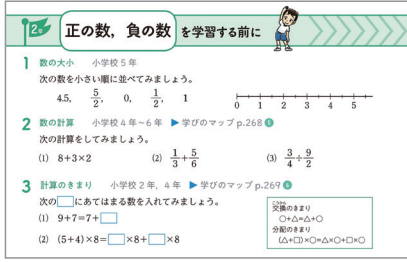 2章 正の数，負の数 を学習する前に
1 数の大小 小学校5年
次の数を小さい順に並べてみましょう。
4.5, 5/2, 0, 1/2, 1
0 1 2 3 4 5
2 数の計算 小学校4年～6年 ▶学びのマップ p.268 5
次の計算をしてみましょう。
(1) 8+3×2 (2) 1/3+5/6 (3) 3/4÷9/2
3 計算のきまり 小学校2年，4年 ▶学びのマップ p.269 6
次の□にあてはまる数を入れてみましょう。
(1) 9+7=7+□
(2) (5+4)×8=□×8+□×8
こうかん
交換のきまり
○+△=△+○
分配のきまり
(△+□)×○=△×○+□×○